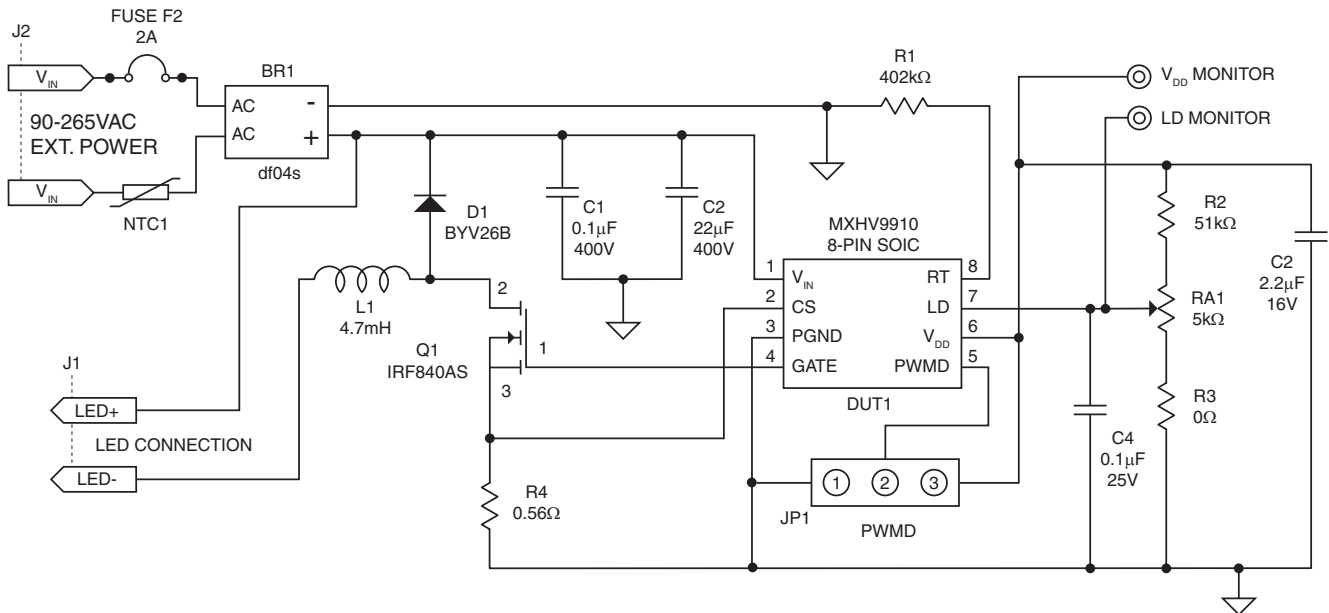 FUSE F2
2A
J2
V_IN
90-265VAC
EXT. POWER
V_IN
NTC1
BR1
AC
AC
-
+
df04s
D1
BYV26B
C1
0.1µF
400V
C2
22µF
400V
R1
402kΩ
V_DD MONITOR
LD MONITOR
L1
4.7mH
2
Q1
IRF840AS
1
3
MXHV9910
8-PIN SOIC
1
V_IN
2
CS
3
PGND
4
GATE
RT
8
LD
7
V_DD
6
PWMD
5
DUT1
R2
51kΩ
RA1
5kΩ
R3
0Ω
C2
2.2µF
16V
C4
0.1µF
25V
J1
LED+
LED CONNECTION
LED-
R4
0.56Ω
1
2
3
JP1
PWMD